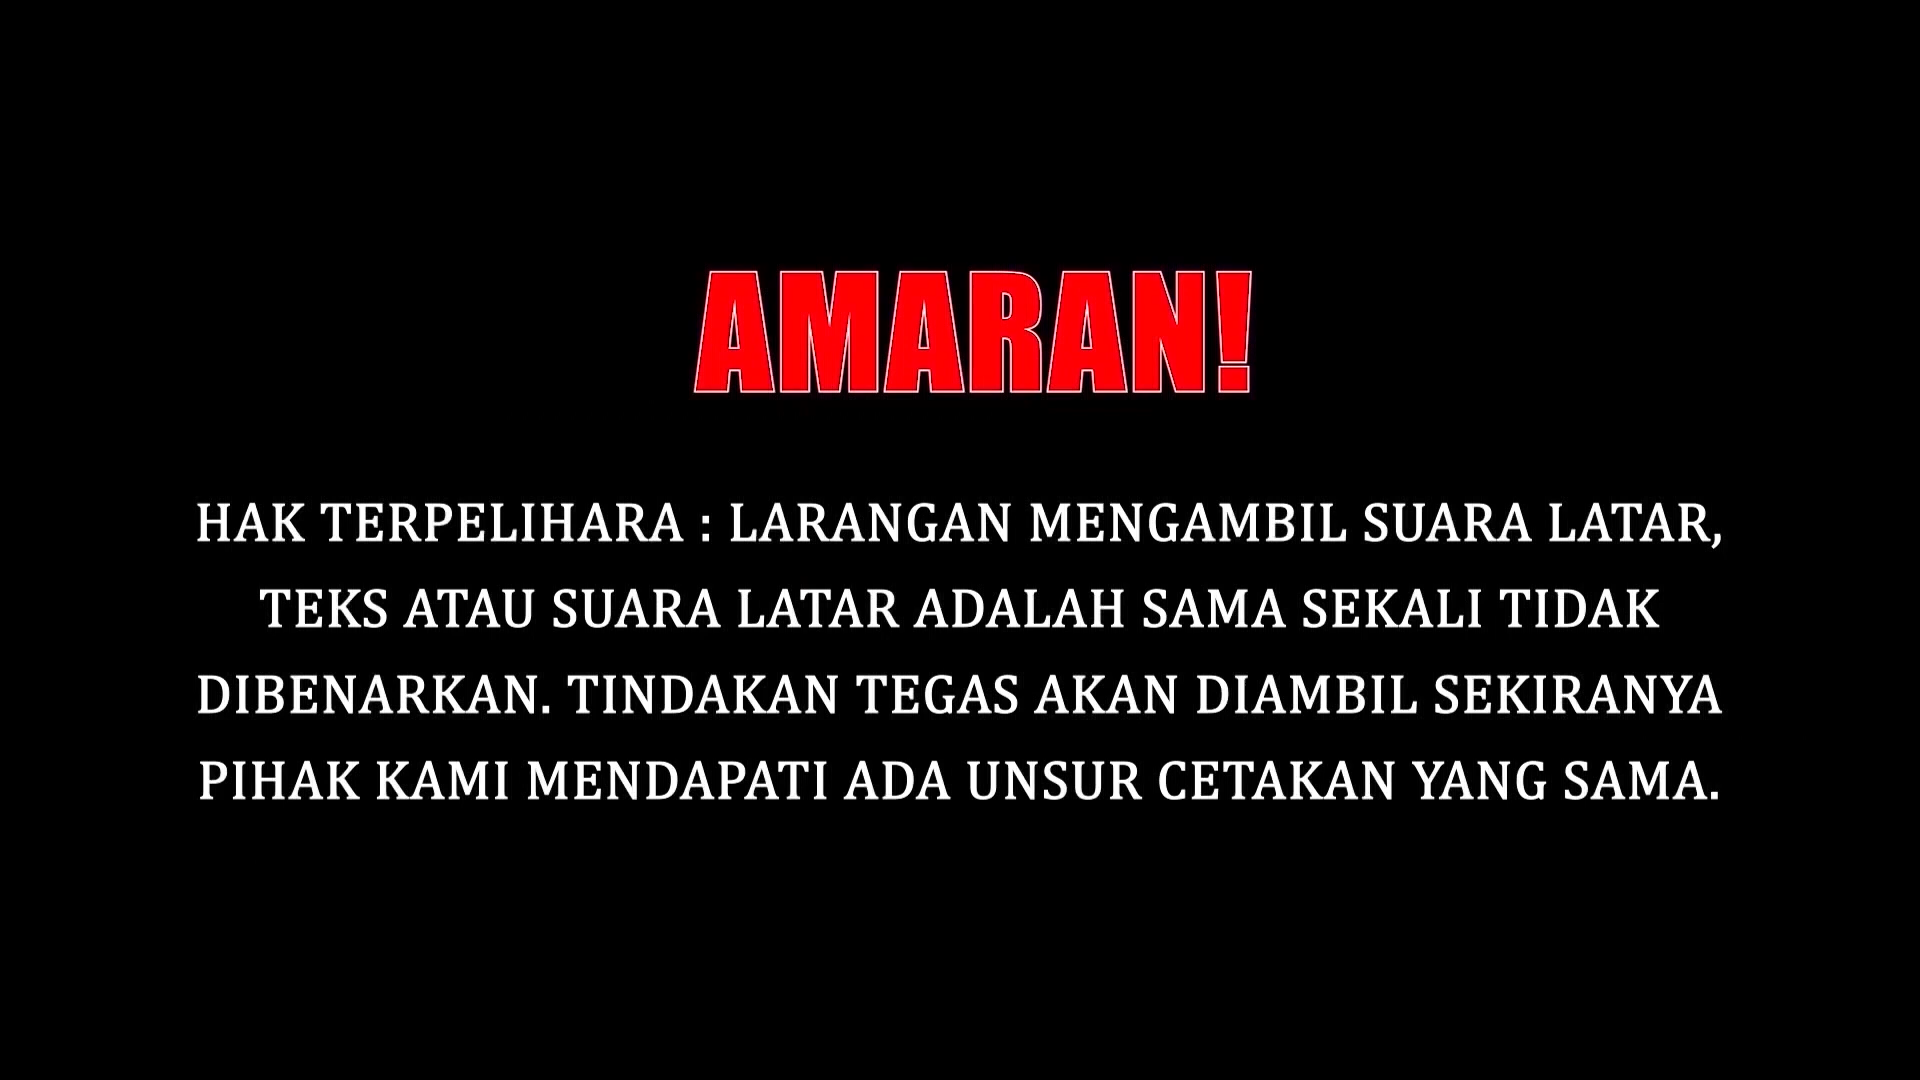 AMARAN!
HAK TERPELIHARA : LARANGAN MENGAMBIL SUARA LATAR,
TEKS ATAU SUARA LATAR ADALAH SAMA SEKALI TIDAK
DIBENARKAN. TINDAKAN TEGAS AKAN DIAMBIL SEKIRANYA
PIHAK KAMI MENDAPATI ADA UNSUR CETAKAN YANG SAMA.